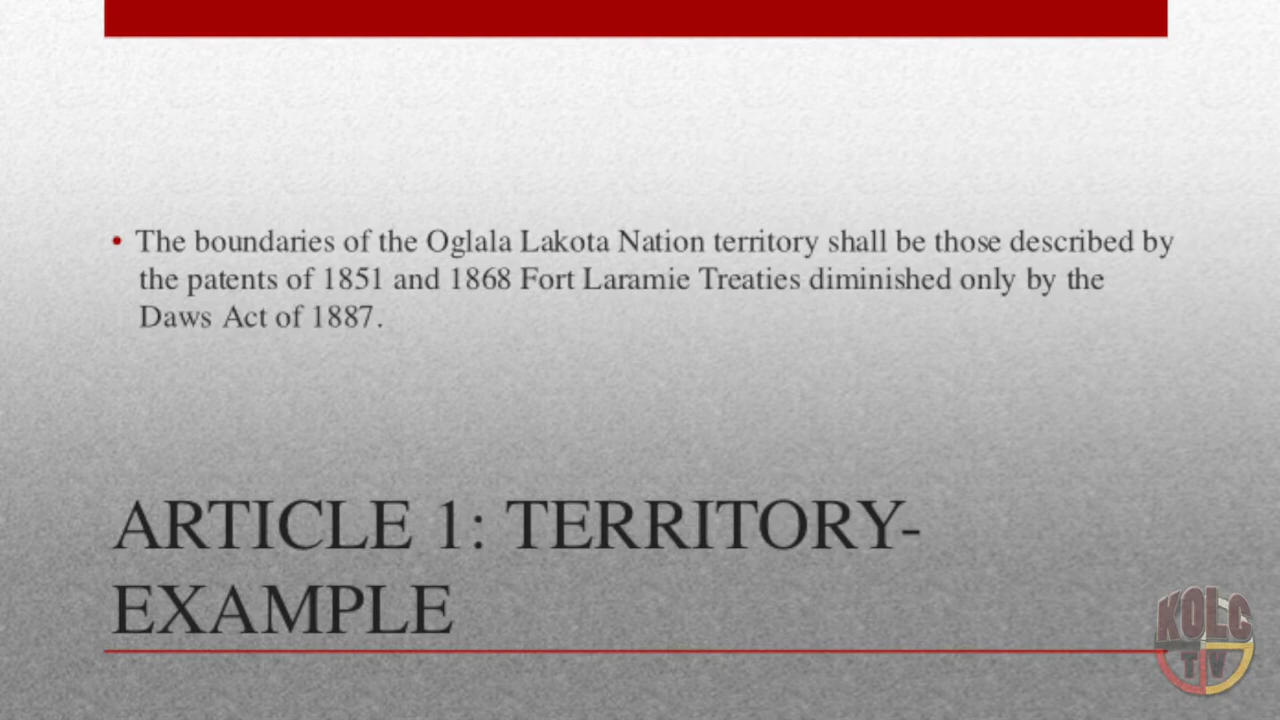 • The boundaries of the Oglala Lakota Nation territory shall be those described by
the patents of 1851 and 1868 Fort Laramie Treaties diminished only by the
Daws Act of 1887.
ARTICLE 1: TERRITORY-
EXAMPLE
KOLC
TV